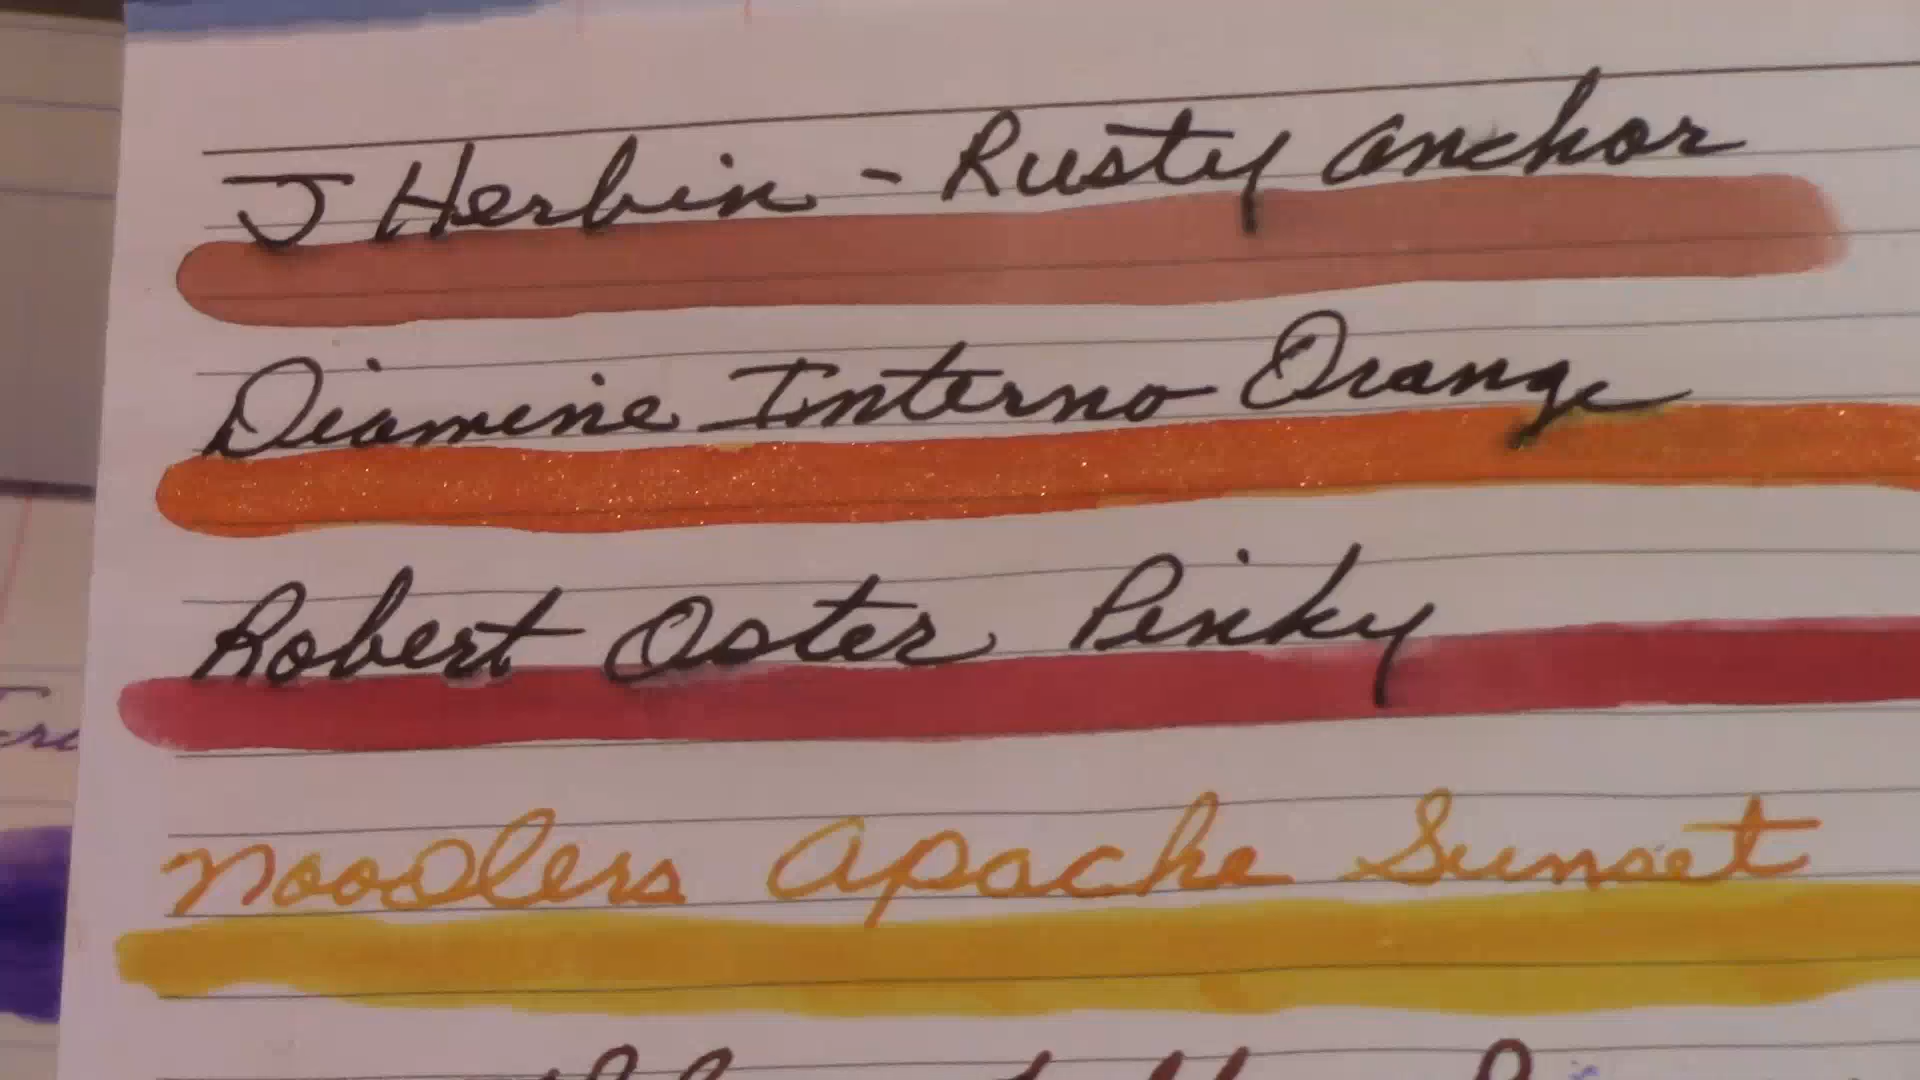 J Herbin - Rusty anchor
Diamine Interno Orange
Robert Oster Pinky
Noodlers Apache Sunset